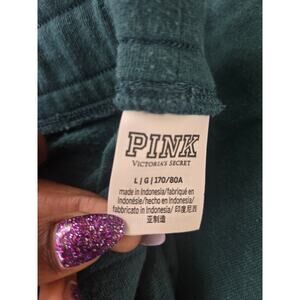 PINK
VICTORIA'S SECRET
L | G | 170/80A
made in Indonesia/fabriqué en
Indonésie/hecho en Indonesia/
fabbricato in Indonesia/ 印度尼西
亚制造